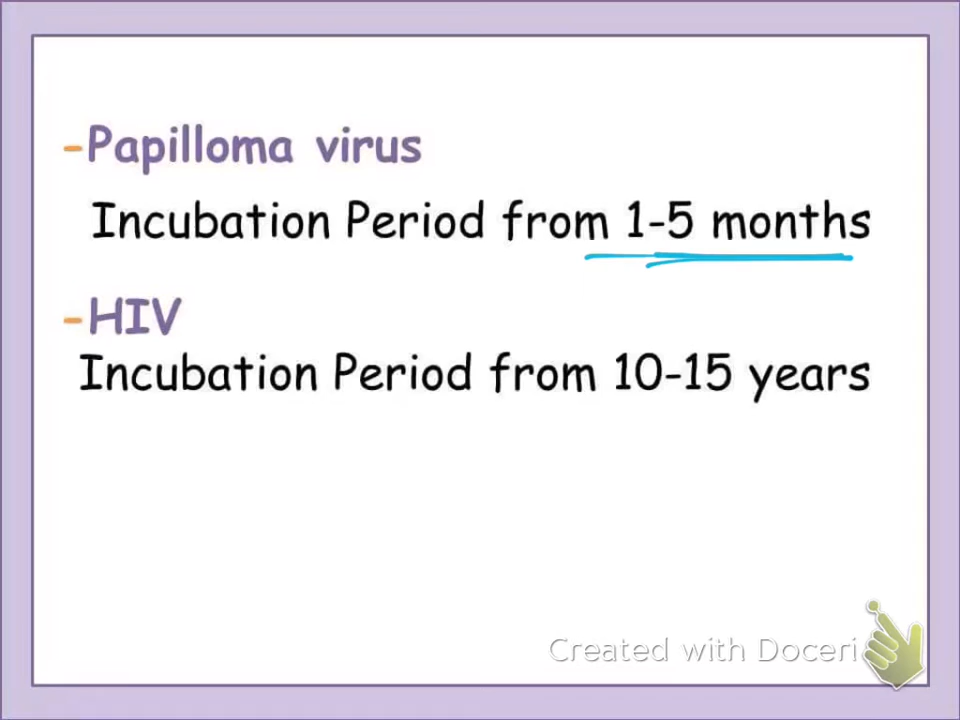 -Papilloma virus
Incubation Period from 1-5 months
-HIV
Incubation Period from 10-15 years
Created with Doceri